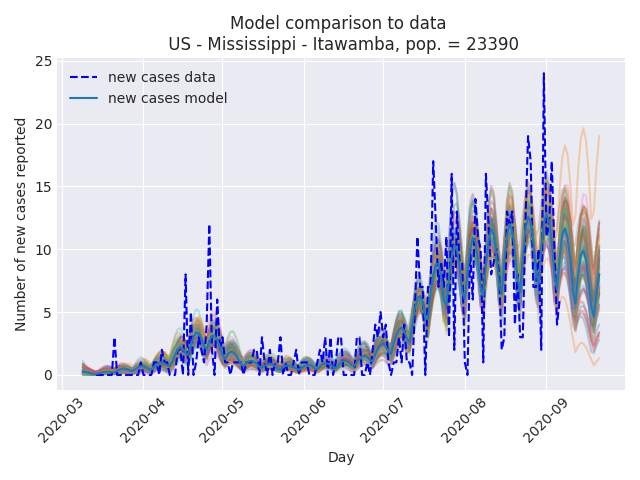 Model comparison to data
US - Mississippi - Itawamba, pop. = 23390
new cases data
new cases model
Number of new cases reported
25
20
15
10
5
0
2020-03
2020-04
2020-05
2020-06
2020-07
2020-08
2020-09
Day